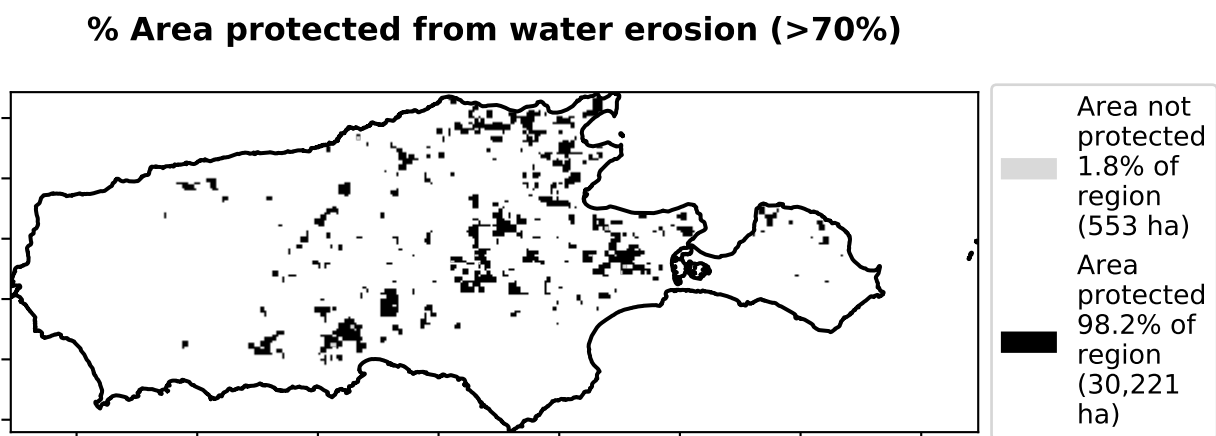 % Area protected from water erosion (>70%)
Area not
protected
1.8% of
region
(553 ha)
Area
protected
98.2% of
region
(30,221
ha)